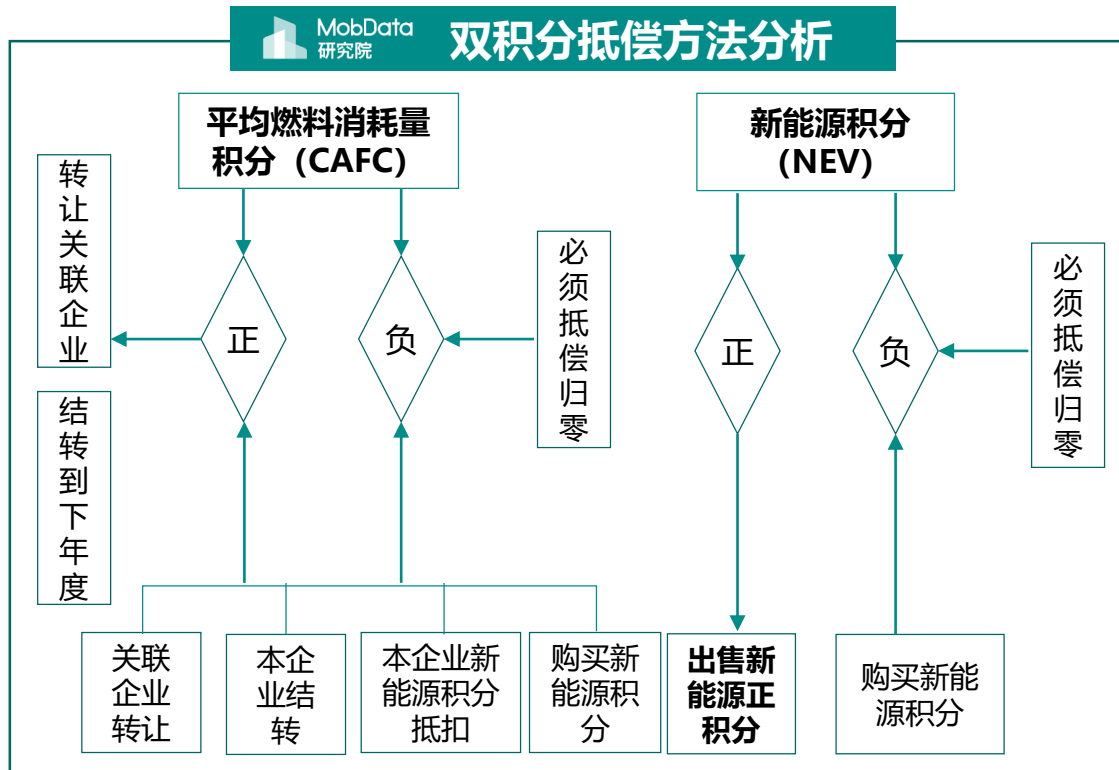 MobData
研究院
双积分抵偿方法分析
平均燃料消耗量
积分（CAFC）
新能源积分
（NEV）
转
让
关
联
企
业
正
负
必
须
抵
偿
归
零
正
负
必
须
抵
偿
归
零
结
转
到
下
年
度
关联
企业
转让
本企
业结
转
本企业新
能源积分
抵扣
购买新
能源积
分
出售新
能源正
积分
购买新能
源积分